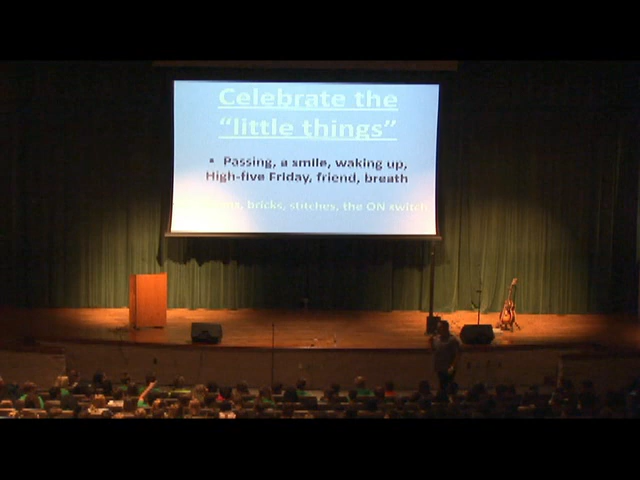 Celebrate the
“little things”
• Passing, a smile, waking up,
High-five Friday, friend, breath
bricks, stitches, the ON switch